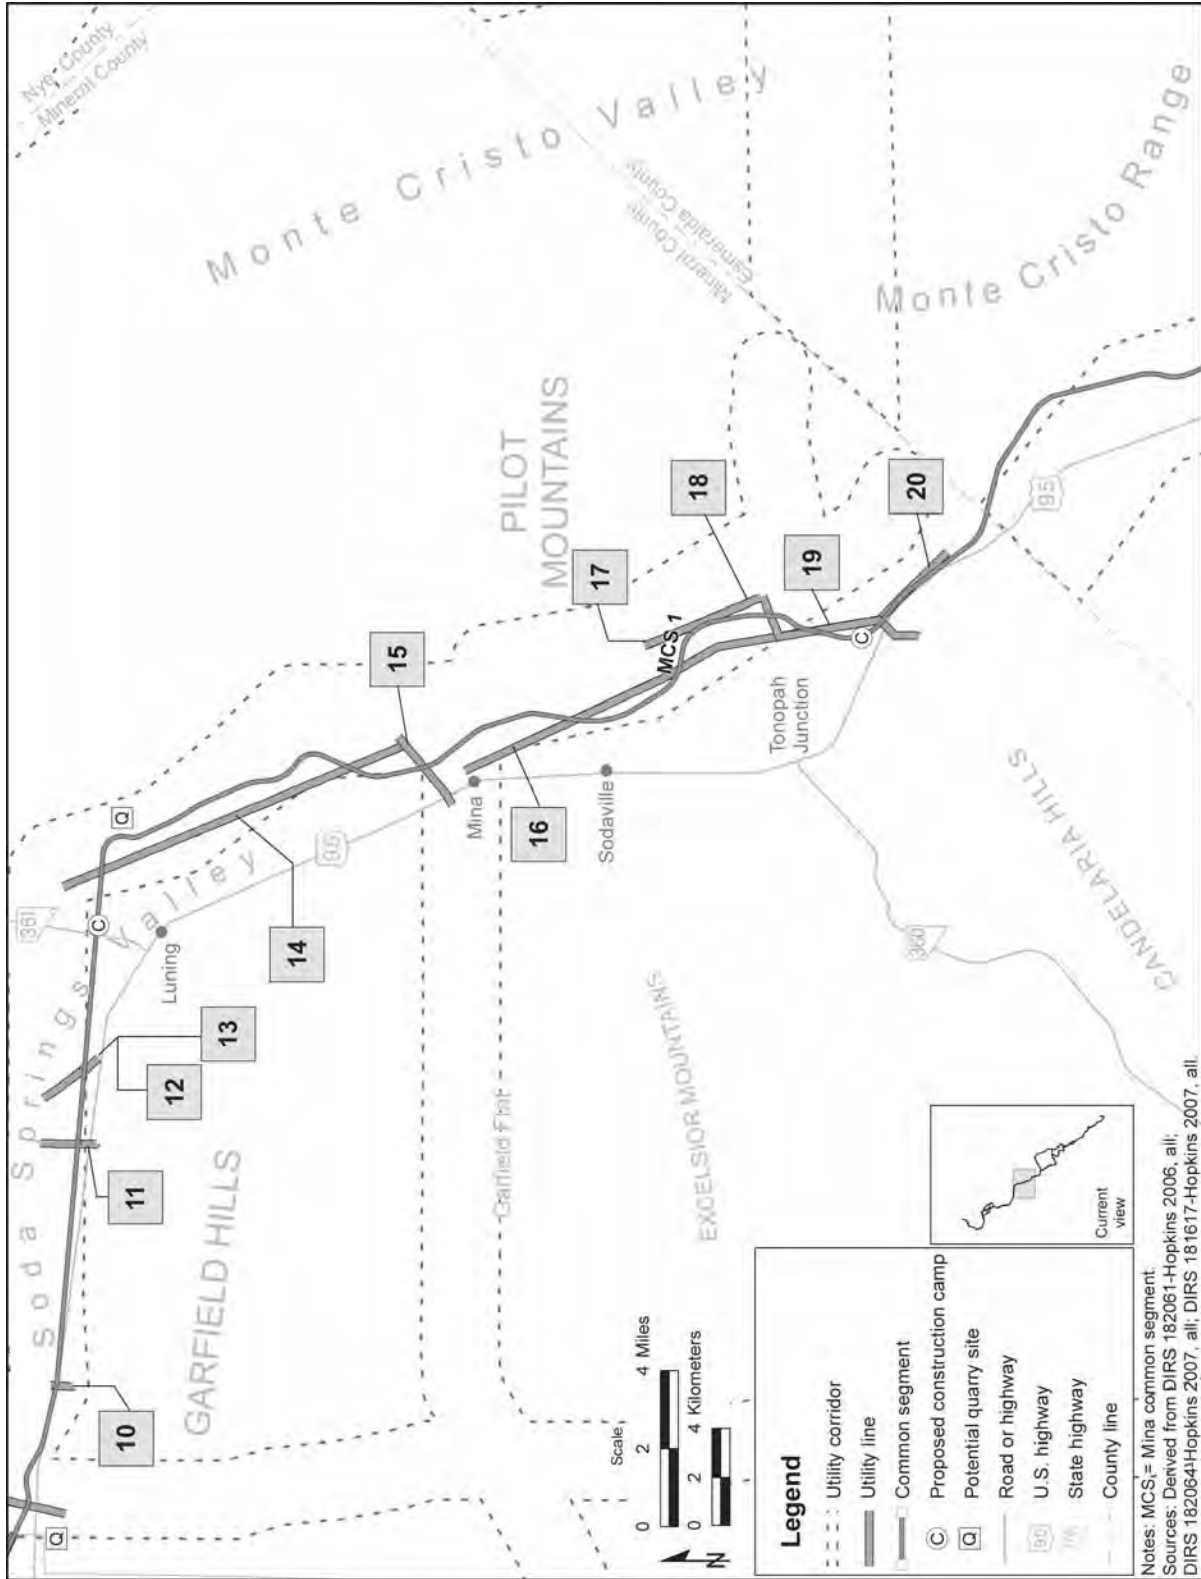 Nye County
Mineral County
Monte Cristo Valley
Mineral County
Esmeralda County
Monte Cristo Range
PILOT
MOUNTAINS
Soda Springs Valley
GARFIELD HILLS
361
C
Q
Luning
95
10
11
12
13
14
15
Mina
16
Sodaville
17
MCS 1
18
19
C
20
Tonopah
Junction
95
Garfield Flat
EXCELSIOR MOUNTAINS
360
CANDELARIA HILLS
Q
Scale
0 2 4 Miles
0 2 4 Kilometers
N
Legend
Utility corridor
Utility line
Common segment
C Proposed construction camp
Q Potential quarry site
Road or highway
95 U.S. highway
State highway
County line
Current
view
Notes: MCS = Mina common segment.
Sources: Derived from DIRS 182061-Hopkins 2006, all;
DIRS 182064-Hopkins 2007, all; DIRS 181617-Hopkins 2007, all.